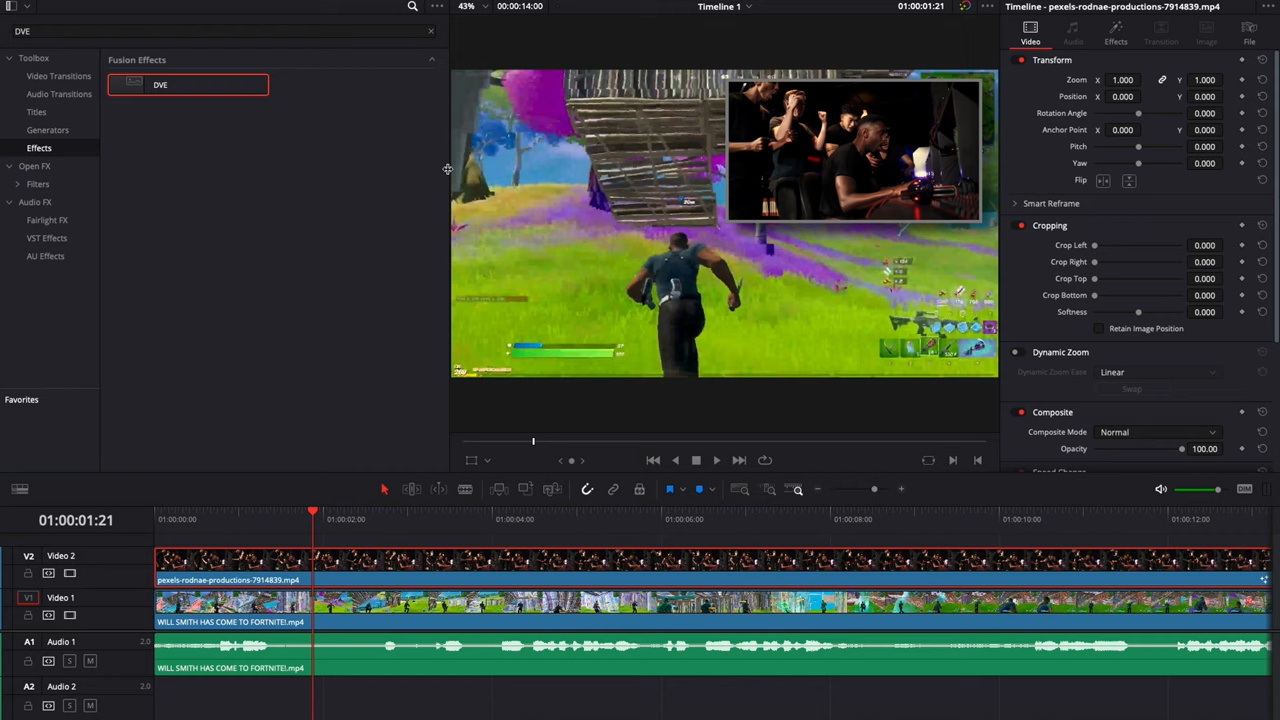 43%
00:00:14:00
Timeline 1
01:00:01:21
Timeline - pexels-rodnae-productions-7914839.mp4
DVE
Toolbox
Video Transitions
Audio Transitions
Titles
Generators
Effects
Open FX
Filters
Audio FX
Fairlight FX
VST Effects
AU Effects
Favorites
Fusion Effects
DVE
Video
Audio
Effects
Transition
Image
File
Transform
Zoom X 1.000 Y 1.000
Position X 0.000 Y 0.000
Rotation Angle 0.000
Anchor Point X 0.000 Y 0.000
Pitch 0.000
Yaw 0.000
Flip
Smart Reframe
Cropping
Crop Left 0.000
Crop Right 0.000
Crop Top 0.000
Crop Bottom 0.000
Softness 0.000
Retain Image Position
Dynamic Zoom
Dynamic Zoom Ease Linear
Swap
Composite
Composite Mode Normal
Opacity 100.00
DIM
01:00:01:21
01:00:00:00
01:00:02:00
01:00:04:00
01:00:06:00
01:00:08:00
01:00:10:00
01:00:12:00
V2 Video 2
pexels-rodnae-productions-7914839.mp4
V1 Video 1
WILL SMITH HAS COME TO FORTNITE!.mp4
A1 Audio 1 2.0
S M
WILL SMITH HAS COME TO FORTNITE!.mp4
A2 Audio 2 2.0
S M